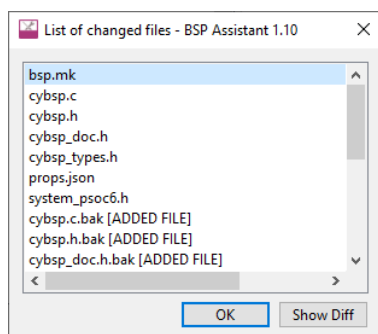 List of changed files - BSP Assistant 1.10
bsp.mk
cybsp.c
cybsp.h
cybsp_doc.h
cybsp_types.h
props.json
system_psoc6.h
cybsp.c.bak [ADDED FILE]
cybsp.h.bak [ADDED FILE]
cybsp_doc.h.bak [ADDED FILE]
OK
Show Diff